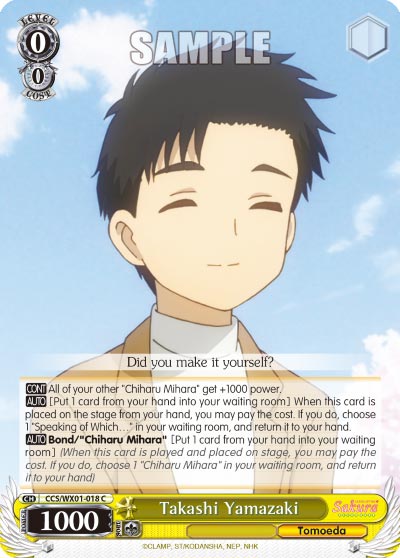 LEVEL
0
0
COST
SAMPLE
Did you make it yourself?
CONT All of your other "Chiharu Mihara" get +1000 power.
AUTO [Put 1 card from your hand into your waiting room] When this card is
placed on the stage from your hand, you may pay the cost. If you do, choose
1 "Speaking of Which…" in your waiting room, and return it to your hand.
AUTO Bond/"Chiharu Mihara" [Put 1 card from your hand into your waiting
room] (When this card is played and placed on stage, you may pay the
cost. If you do, choose 1 "Chiharu Mihara" in your waiting room, and return
it to your hand)
CH CCS/WX01-018 C
POWER
1000
Takashi Yamazaki
Sakura
Tomoeda
©CLAMP, ST/KODANSHA, NEP, NHK